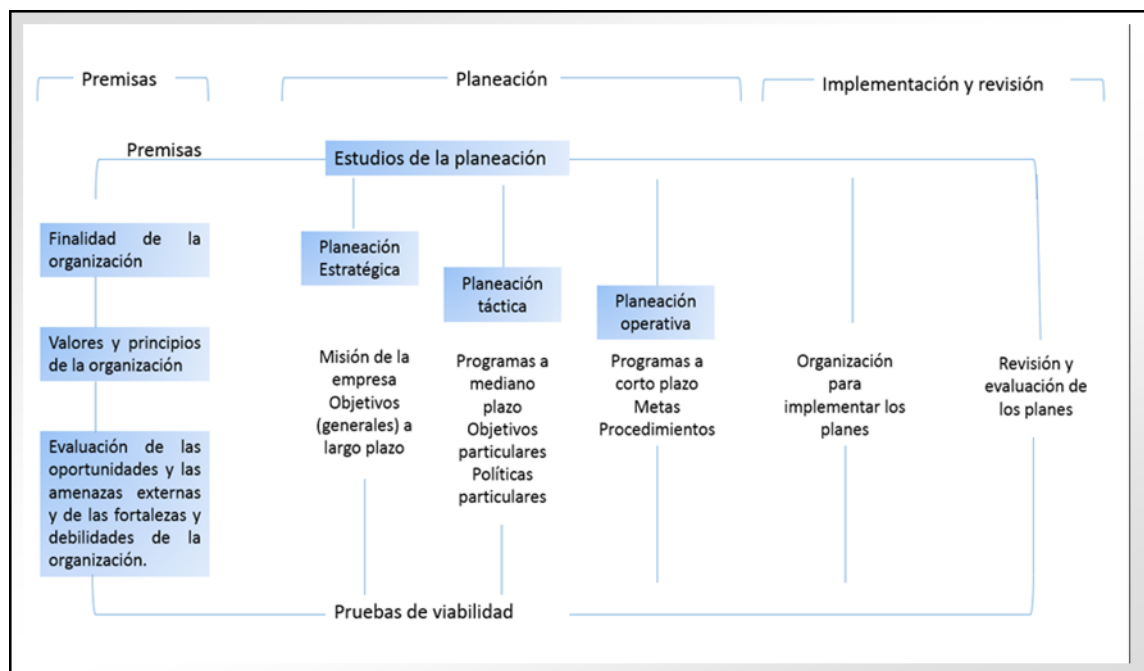 Premisas
Planeación
Implementación y revisión
Premisas
Estudios de la planeación
Finalidad de la
organización
Valores y principios
de la organización
Evaluación de las
oportunidades y las
amenazas externas
y de las fortalezas y
debilidades de la
organización.
Planeación
Estratégica
Misión de la
empresa
Objetivos
(generales) a
largo plazo
Planeación
táctica
Programas a
mediano
plazo
Objetivos
particulares
Políticas
particulares
Planeación
operativa
Programas a
corto plazo
Metas
Procedimientos
Organización
para
implementar los
planes
Revisión y
evaluación de
los planes
Pruebas de viabilidad